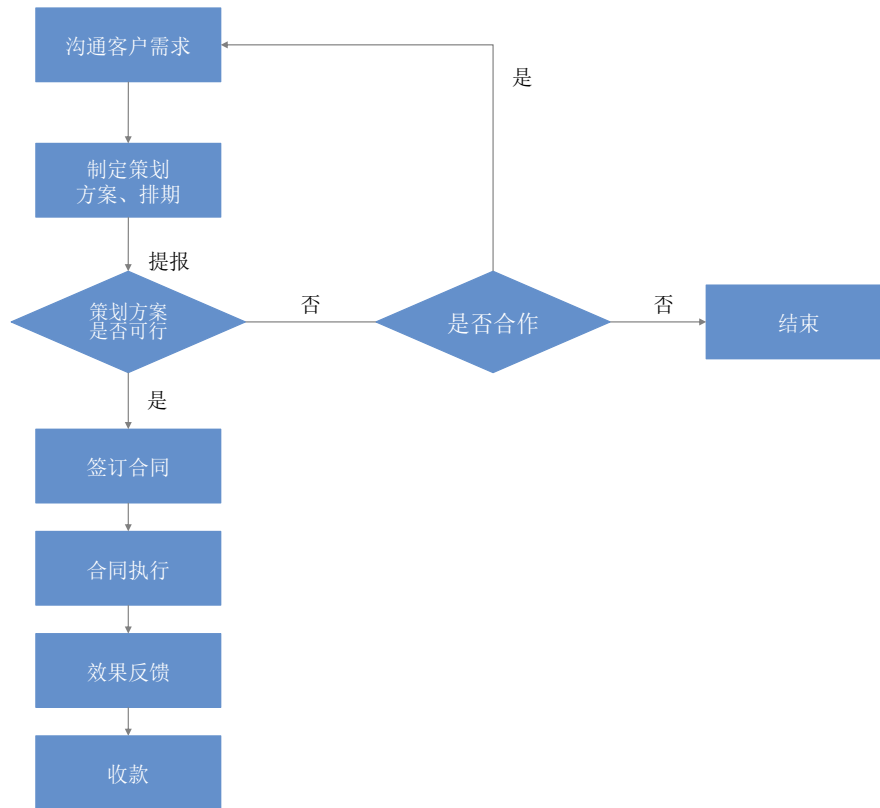 沟通客户需求
是
制定策划
方案、排期
提报
策划方案
是否可行
否
是否合作
否
结束
是
签订合同
合同执行
效果反馈
收款